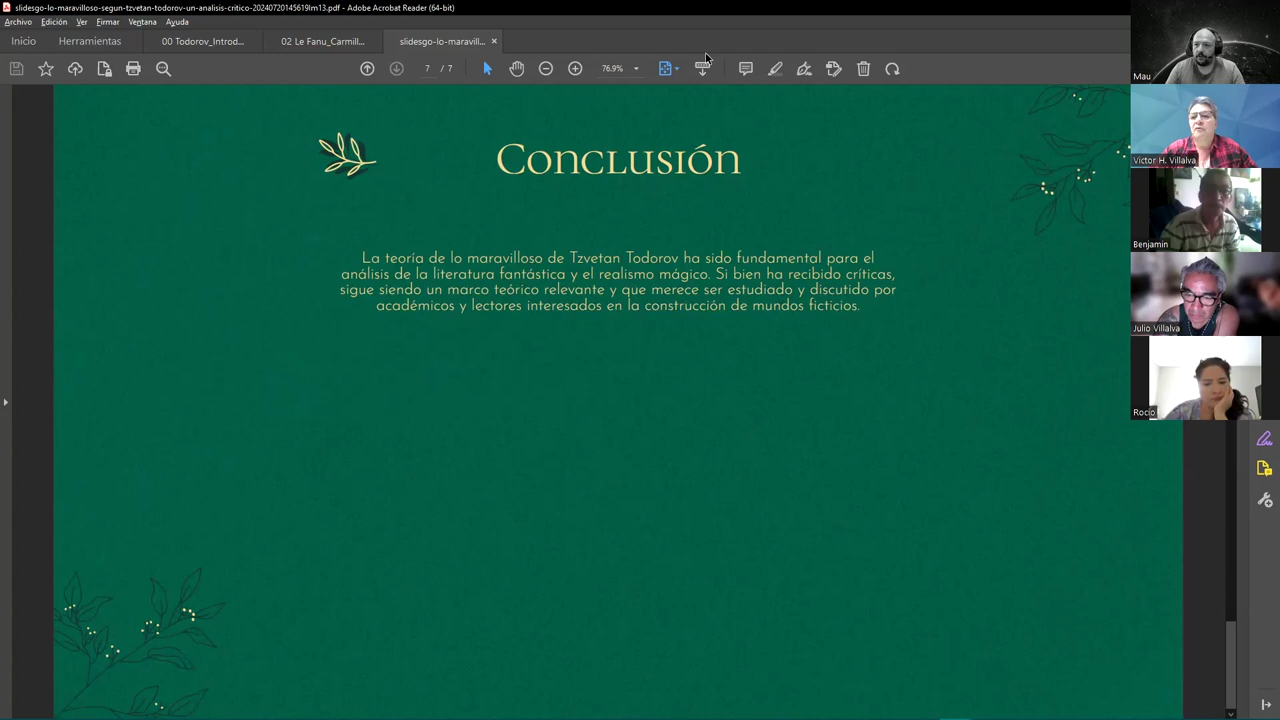 slidesgo-lo-maravilloso-segun-tzvetan-todorov-un-analisis-critico-20240720145619lm13.pdf - Adobe Acrobat Reader (64-bit)
Archivo Edición Ver Firmar Ventana Ayuda
Inicio Herramientas 00 Todorov_Introd... 02 Le Fanu_Carmill... slidesgo-lo-maravill... ×
7 / 7 76.9%
Conclusión
La teoría de lo maravilloso de Tzvetan Todorov ha sido fundamental para el
análisis de la literatura fantástica y el realismo mágico. Si bien ha recibido críticas,
sigue siendo un marco teórico relevante y que merece ser estudiado y discutido por
académicos y lectores interesados en la construcción de mundos ficticios.
Mau
Victor H. Villalva
Benjamin
Julio Villalva
Rocio